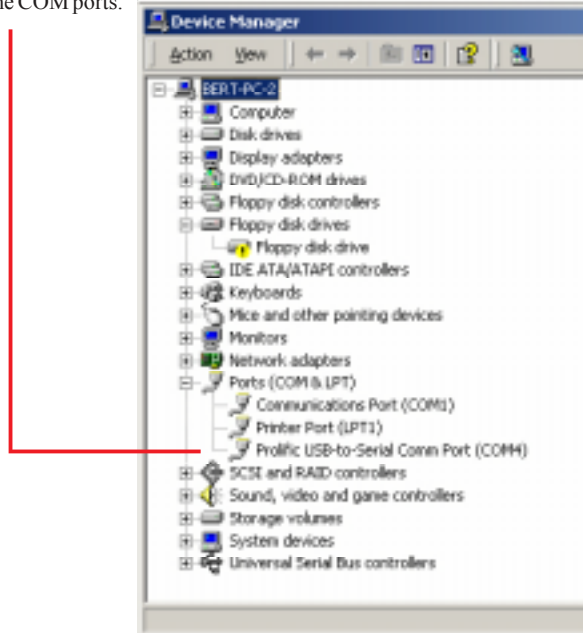 he COM ports.
Device Manager
Action View
BERT-PC-2
Computer
Disk drives
Display adapters
DVD/CD-ROM drives
Floppy disk controllers
Floppy disk drives
Floppy disk drive
IDE ATA/ATAPI controllers
Keyboards
Mice and other pointing devices
Monitors
Network adapters
Ports (COM & LPT)
Communications Port (COM1)
Printer Port (LPT1)
Prolific USB-to-Serial Comm Port (COM4)
SCSI and RAID controllers
Sound, video and game controllers
Storage volumes
System devices
Universal Serial Bus controllers